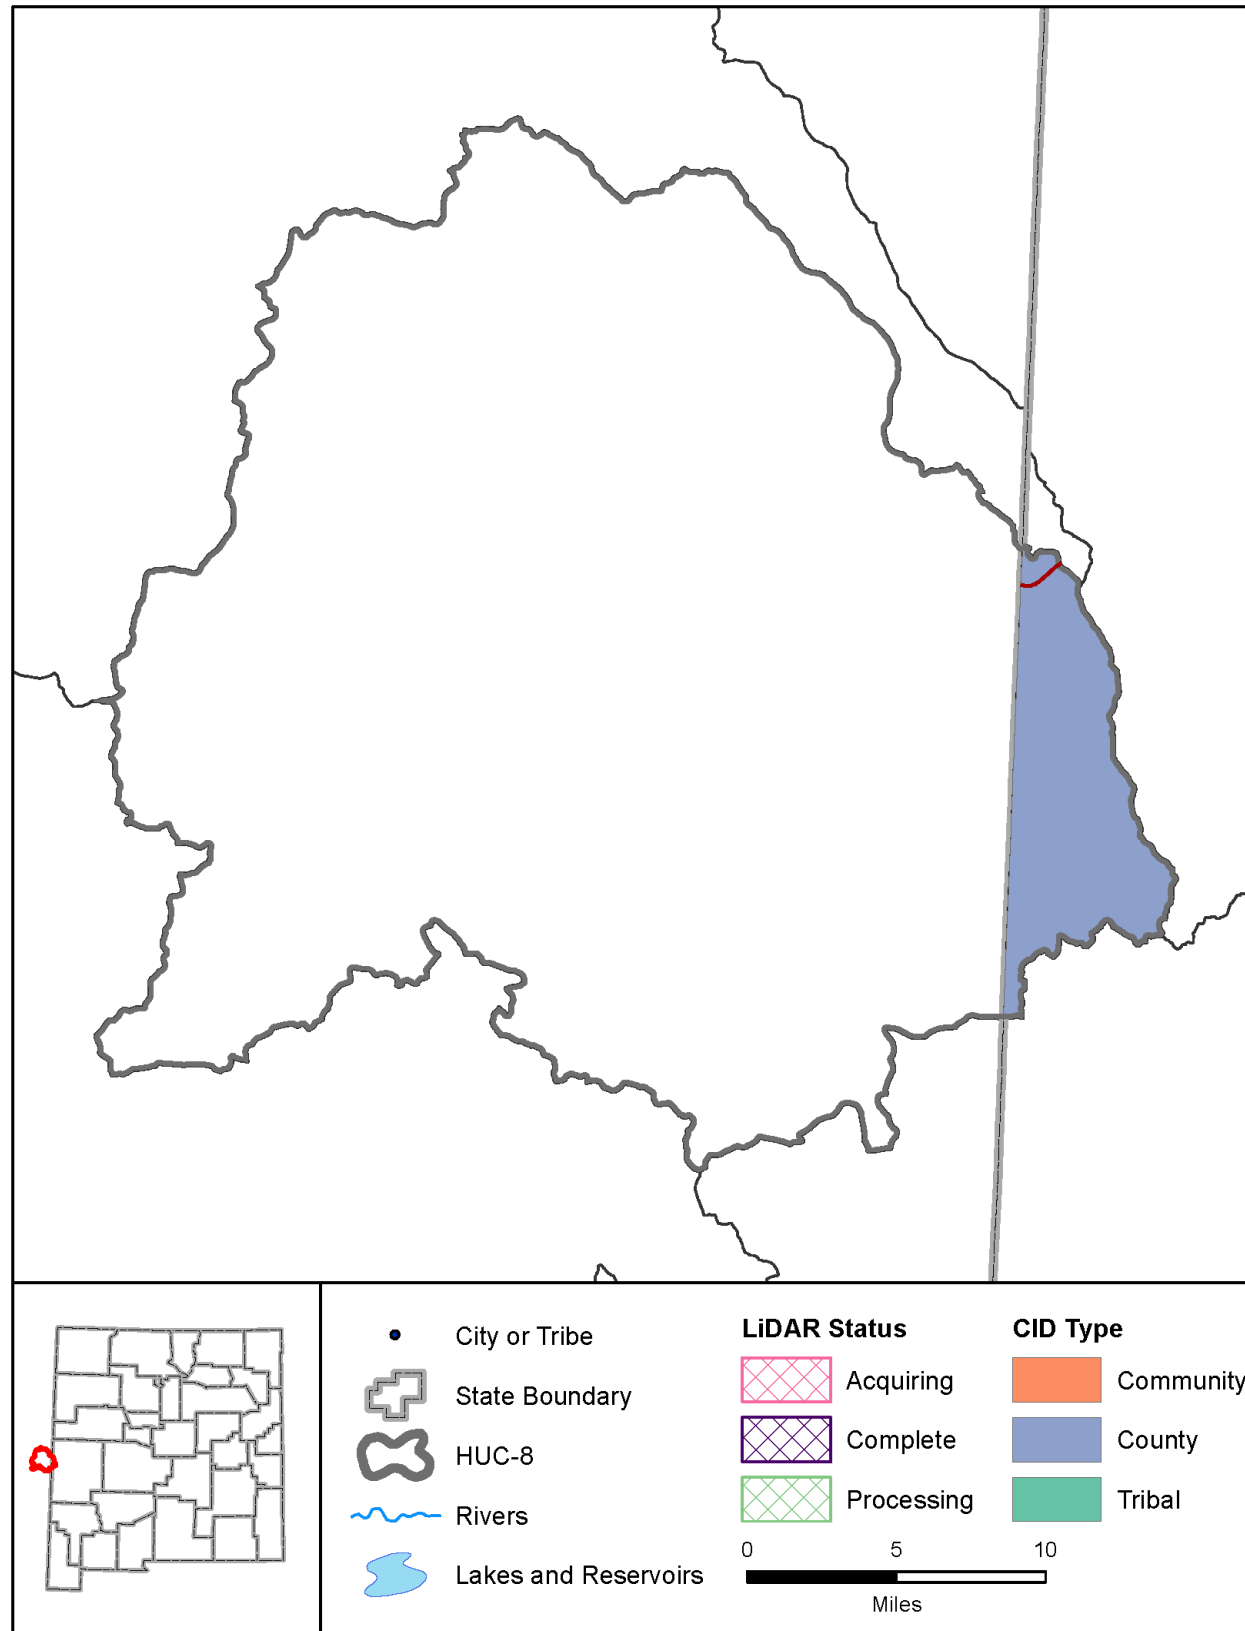 City or Tribe
State Boundary
HUC-8
Rivers
Lakes and Reservoirs
LiDAR Status
Acquiring
Complete
Processing
CID Type
Community
County
Tribal
0 5 10
Miles